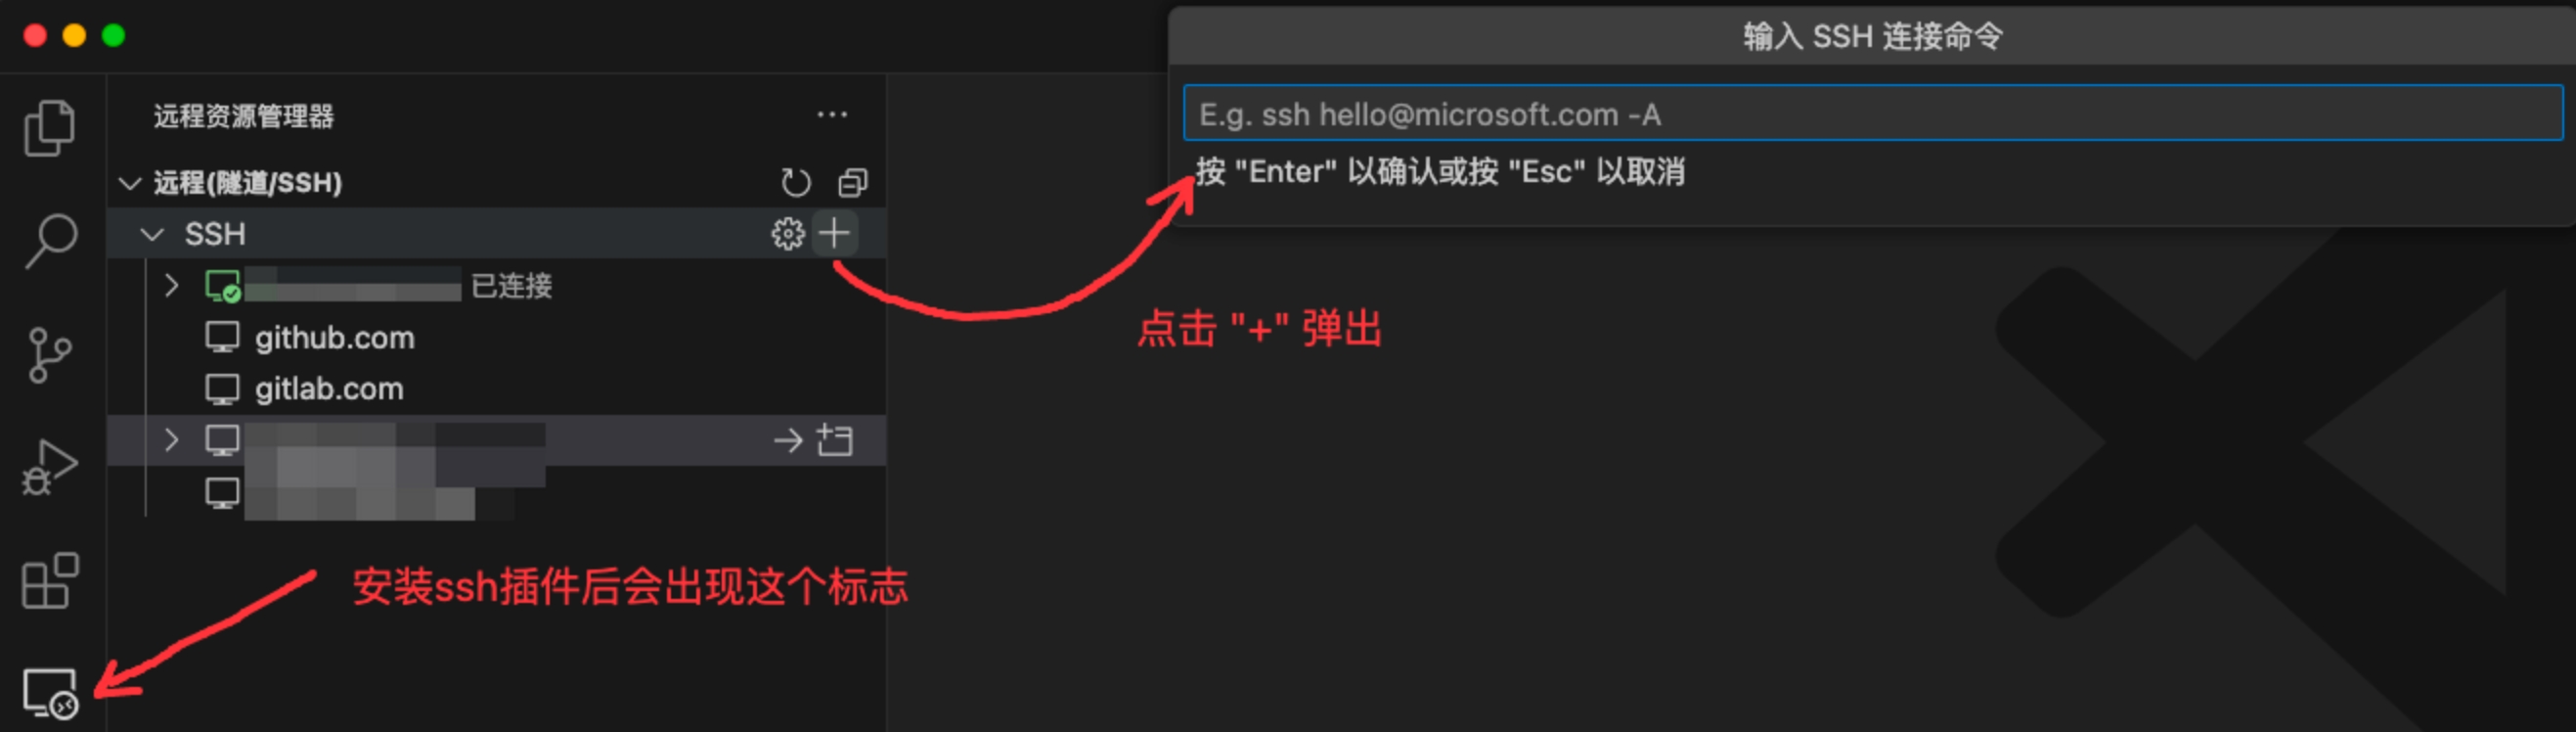 输入 SSH 连接命令
E.g. ssh hello@microsoft.com -A
按 "Enter" 以确认或按 "Esc" 以取消
远程资源管理器
远程(隧道/SSH)
SSH
已连接
github.com
gitlab.com
点击 "+" 弹出
安装ssh插件后会出现这个标志